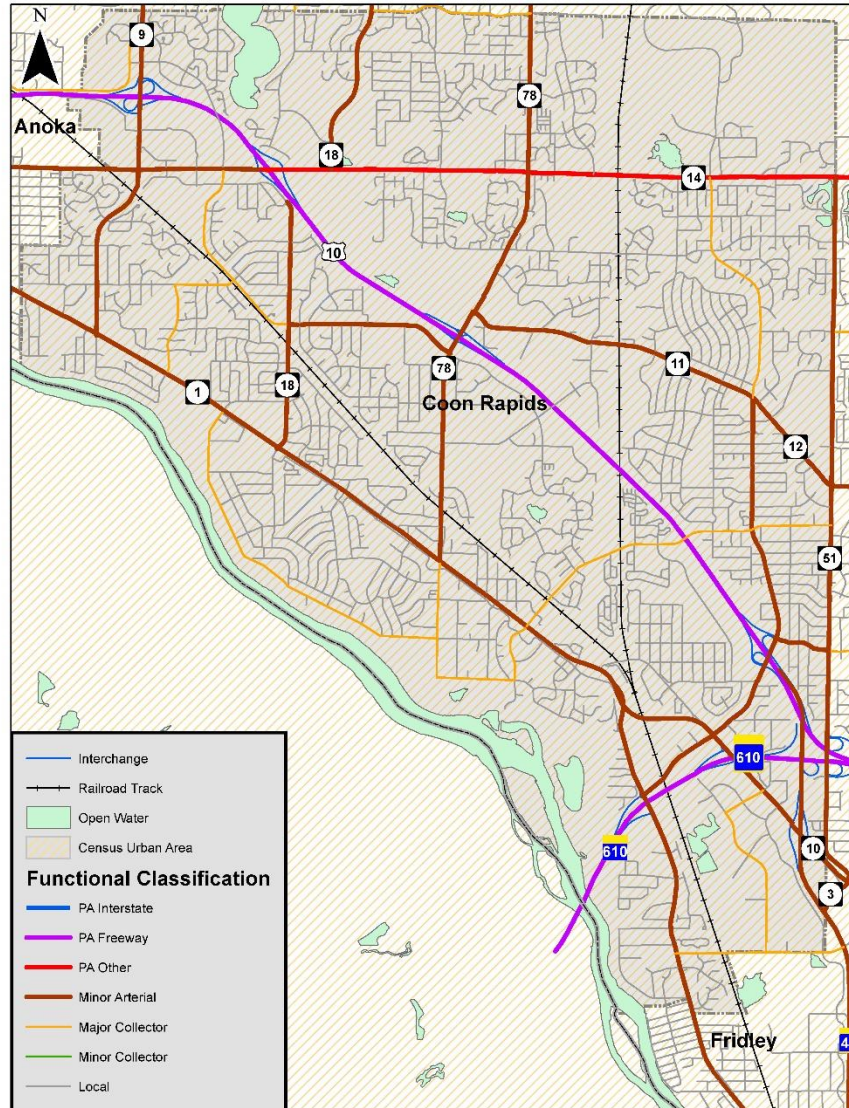 N
9
78
Anoka
18
14
10
11
78
18
1
Coon Rapids
12
51
610
610
10
3
Fridley
4
Interchange
Railroad Track
Open Water
Census Urban Area
Functional Classification
PA Interstate
PA Freeway
PA Other
Minor Arterial
Major Collector
Minor Collector
Local